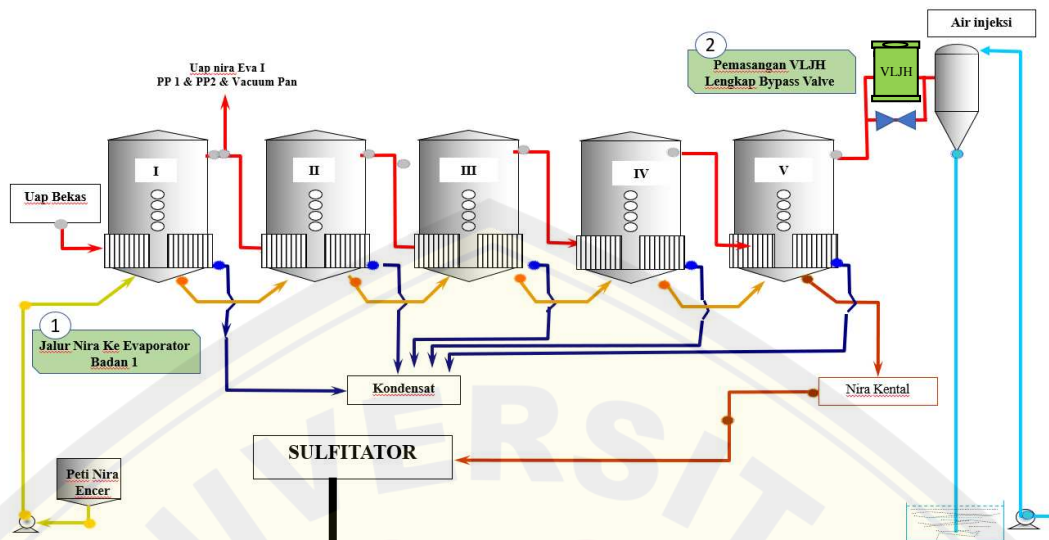 Air injeksi
2
Pemasangan VLJH
Lengkap Bypass Valve
VLJH
Uap nira Eva I
PP 1 & PP2 & Vacuum Pan
I
II
III
IV
V
Uap Bekas
1
Jalur Nira Ke Evaporator
Badan 1
Kondensat
Nira Kental
SULFITATOR
Peti Nira
Encer
UNIVERSIT